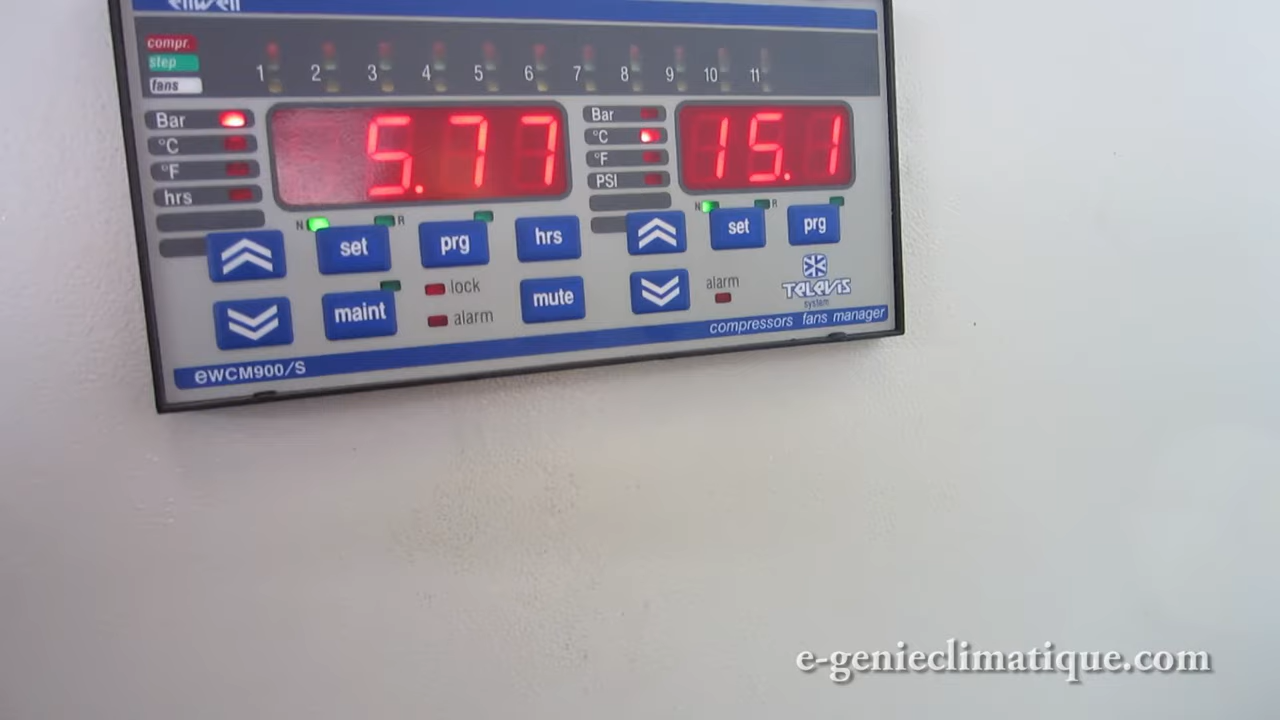 eliwell
compr.
step
fans
1 2 3 4 5 6 7 8 9 10 11
Bar
°C
°F
hrs
5.77
Bar
°C
°F
PSI
15.1
N R
set prg hrs
maint
lock
alarm
mute
N R
set prg
alarm
TELEVIS
system
compressors fans manager
eWCM900/S
e-genieclimatique.com